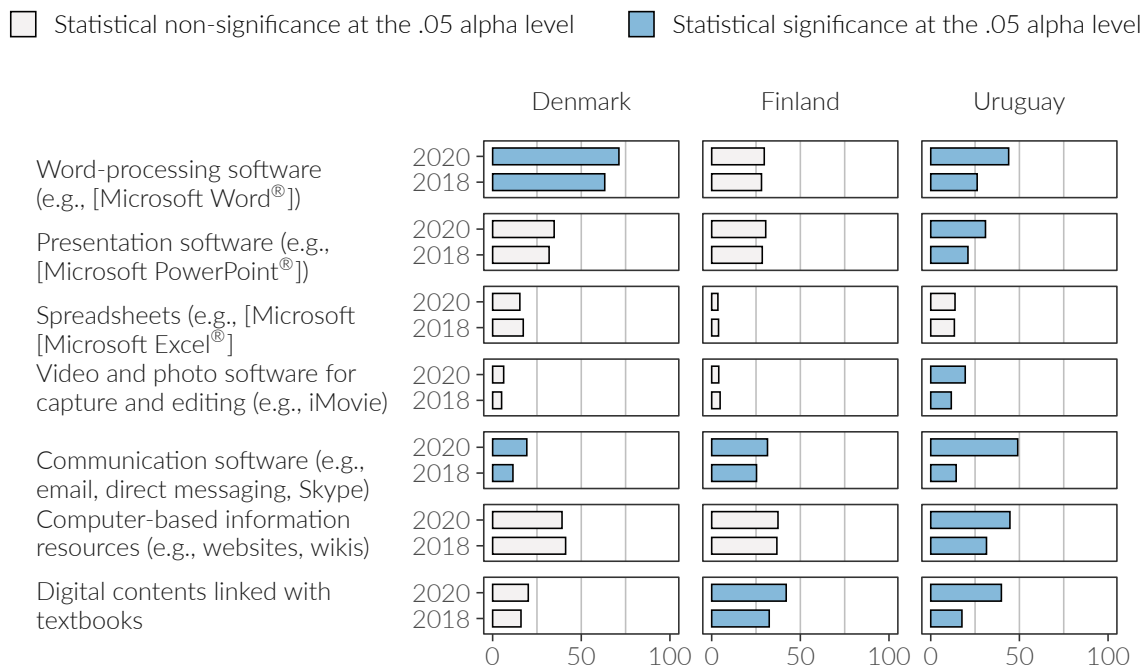 Statistical non-significance at the .05 alpha level
Statistical significance at the .05 alpha level
Denmark
Finland
Uruguay
Word-processing software
(e.g., [Microsoft Word®])
2020
2018
Presentation software (e.g.,
[Microsoft PowerPoint®])
2020
2018
Spreadsheets (e.g., [Microsoft
[Microsoft Excel®]
2020
2018
Video and photo software for
capture and editing (e.g., iMovie)
2020
2018
Communication software (e.g.,
email, direct messaging, Skype)
2020
2018
Computer-based information
resources (e.g., websites, wikis)
2020
2018
Digital contents linked with
textbooks
2020
2018
0 50 100 0 50 100 0 50 100